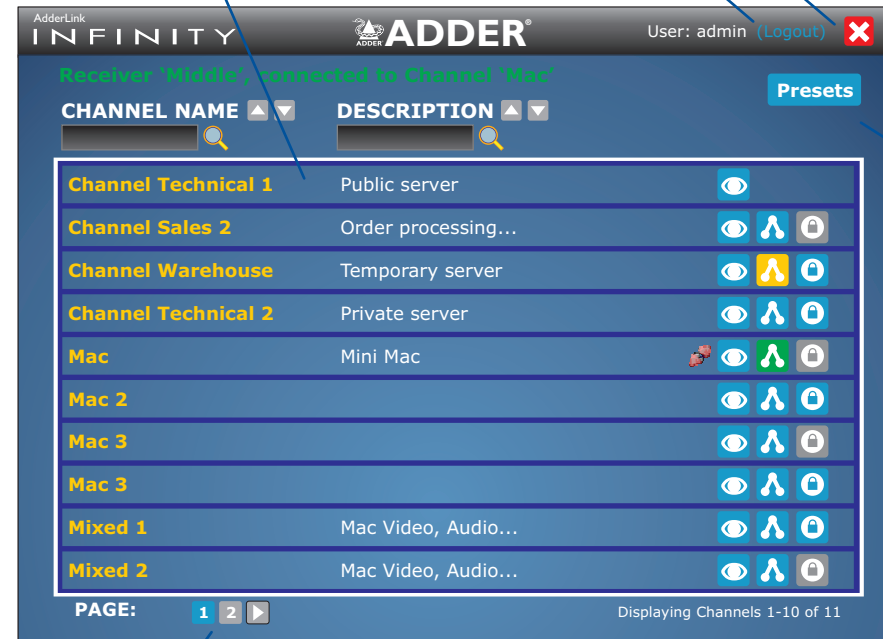 AdderLink
INFINITY
ADDER
ADDER®
User: admin (Logout)
Receiver 'Middle', connected to Channel 'Mac'
Presets
CHANNEL NAME DESCRIPTION
Channel Technical 1 Public server
Channel Sales 2 Order processing...
Channel Warehouse Temporary server
Channel Technical 2 Private server
Mac Mini Mac
Mac 2
Mac 3
Mac 3
Mixed 1 Mac Video, Audio...
Mixed 2 Mac Video, Audio...
PAGE: 1 2 Displaying Channels 1-10 of 11